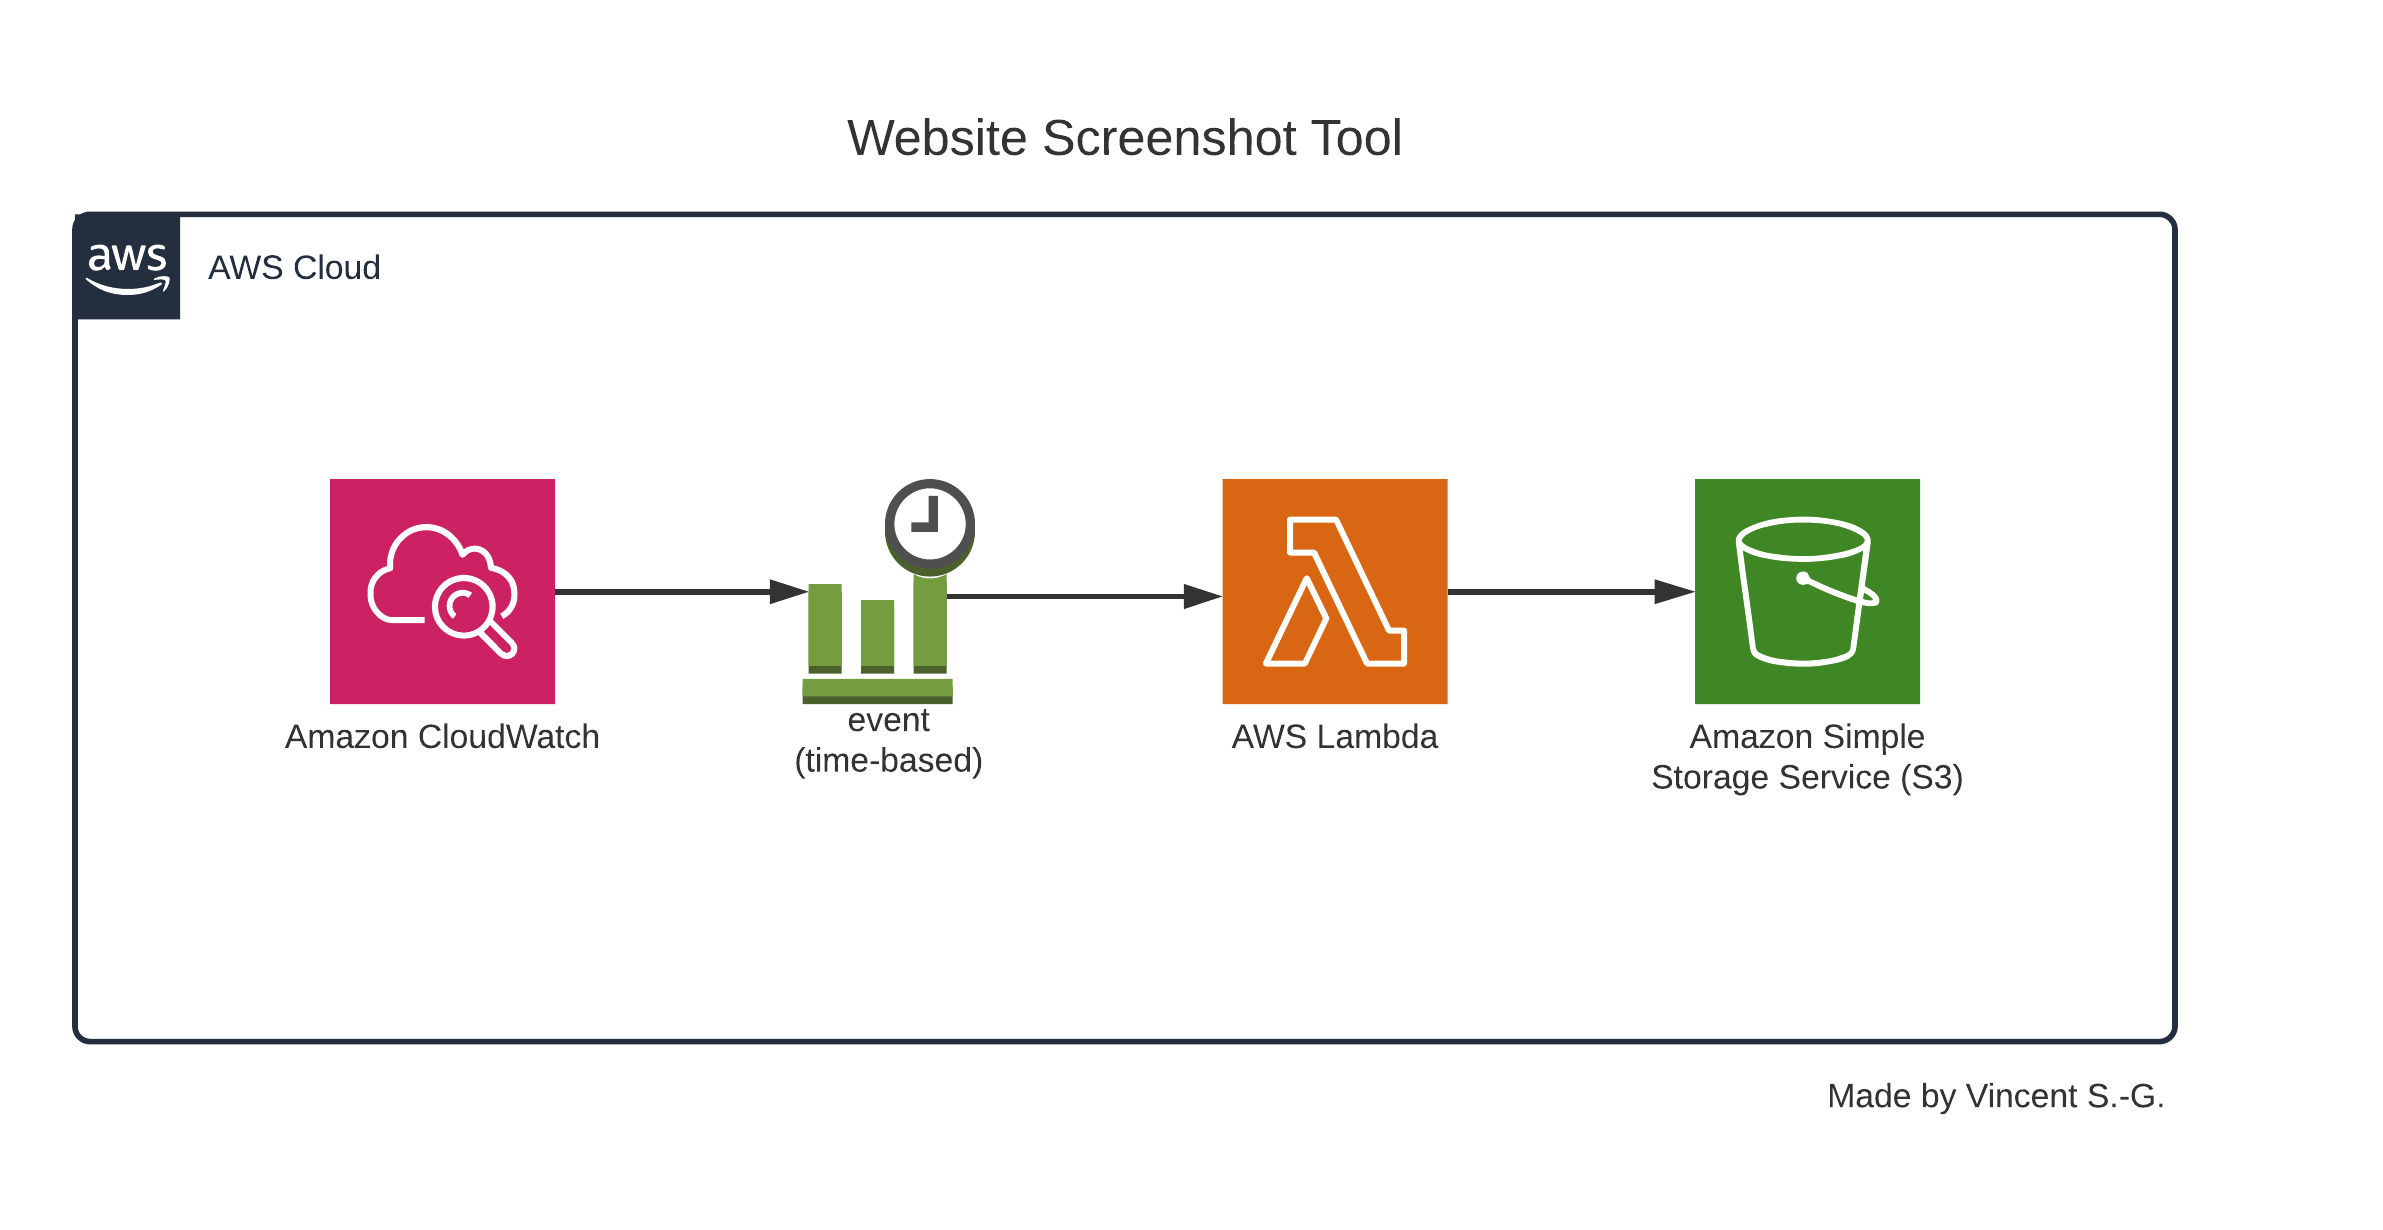 Website Screenshot Tool
aws
AWS Cloud
Amazon CloudWatch
event
(time-based)
AWS Lambda
Amazon Simple
Storage Service (S3)
Made by Vincent S.-G.